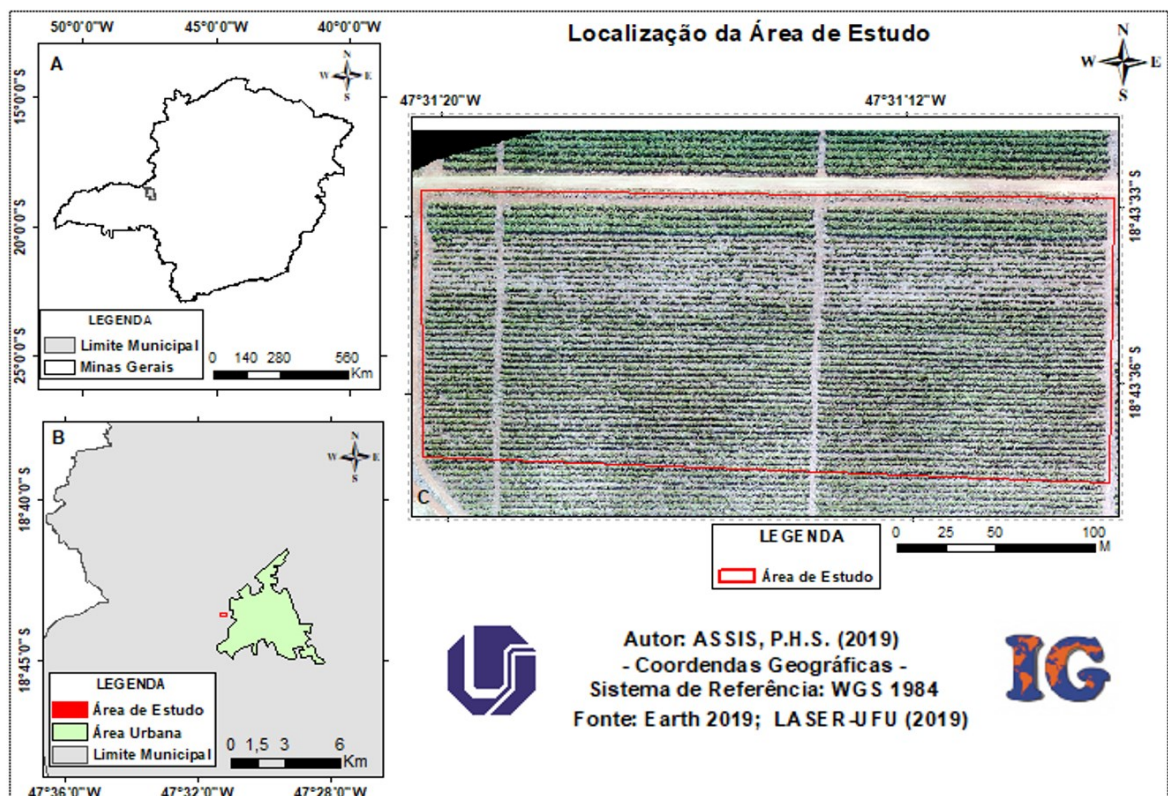 Localização da Área de Estudo
50°0'0"W 45°0'0"W 40°0'0"W
A
N
W E
S
15°0'0"S
20°0'0"S
25°0'0"S
LEGENDA
Limite Municipal
Minas Gerais
0 140 280 560
Km
B
N
W E
S
18°40'0"S
18°45'0"S
LEGENDA
Área de Estudo
Área Urbana
Limite Municipal
0 1,5 3 6
Km
47°36'0"W 47°32'0"W 47°28'0"W
N
W E
S
47°31'20"W 47°31'12"W
18°43'33"S
18°43'36"S
C
LEGENDA
Área de Estudo
0 25 50 100
M
Autor: ASSIS, P.H.S. (2019)
- Coordendas Geográficas -
Sistema de Referência: WGS 1984
Fonte: Earth 2019; LASER-UFU (2019)
IG